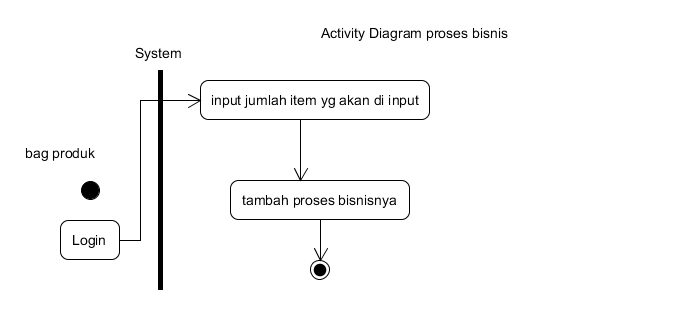 Activity Diagram proses bisnis
System
input jumlah item yg akan di input
bag produk
tambah proses bisnisnya
Login